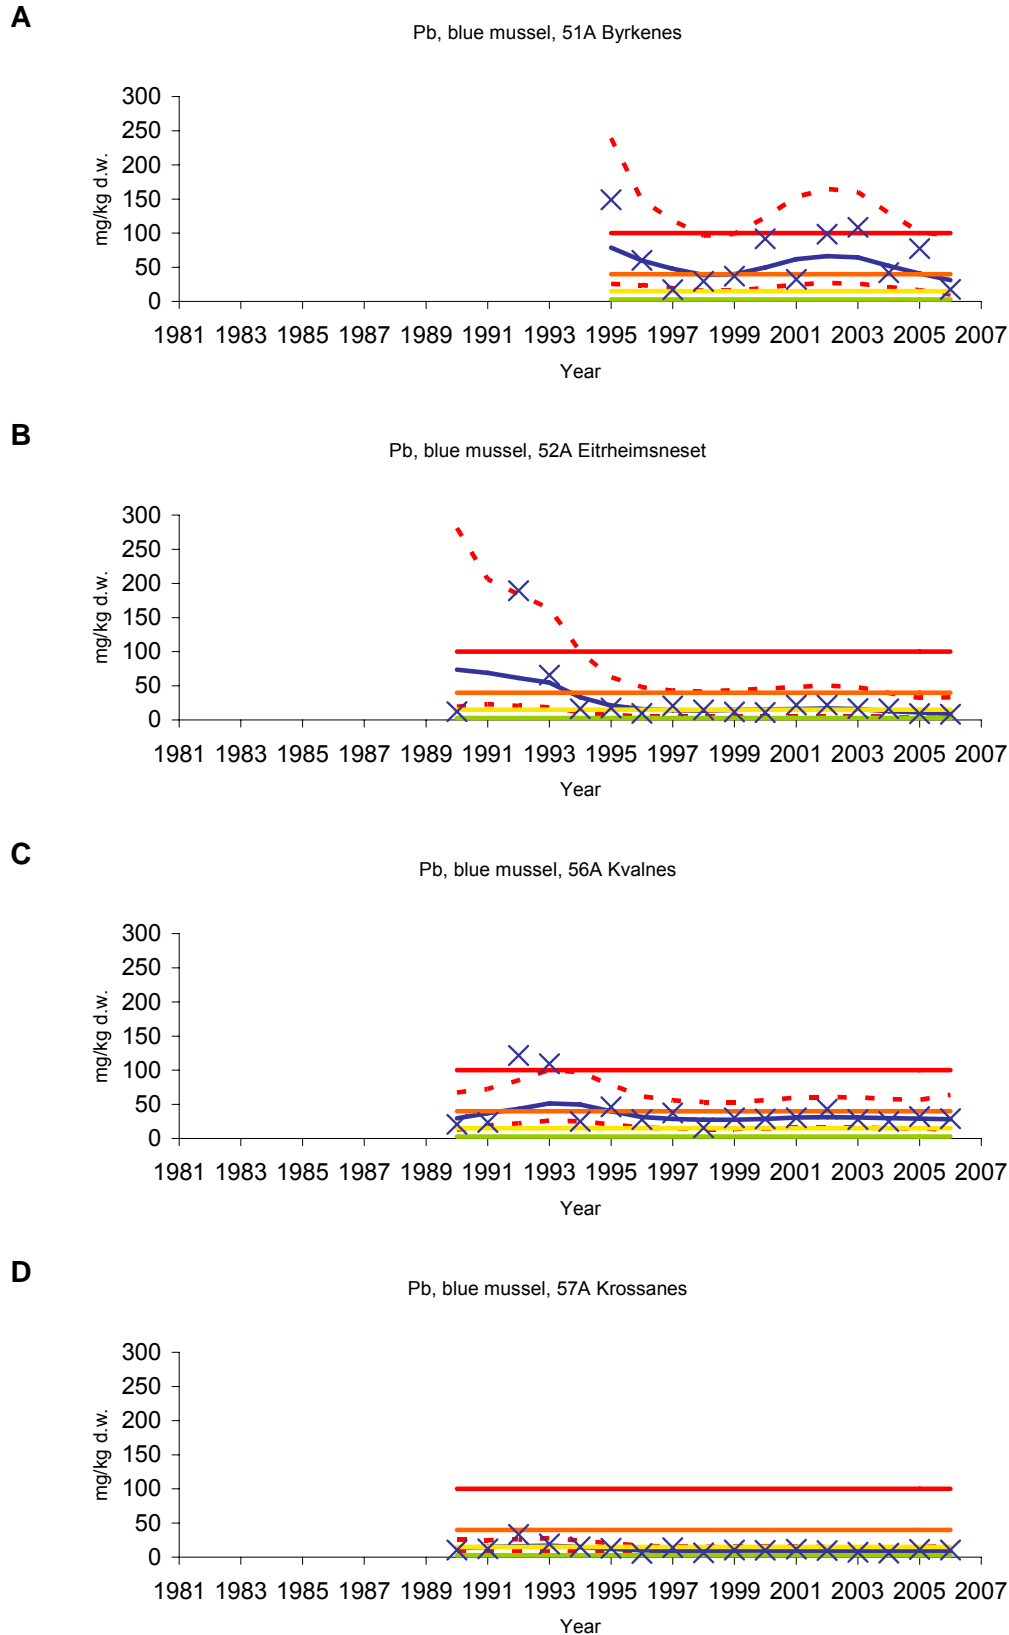 A
Pb, blue mussel, 51A Byrkenes
300
250
200
150
100
50
0
mg/kg d.w.
1981 1983 1985 1987 1989 1991 1993 1995 1997 1999 2001 2003 2005 2007
Year
B
Pb, blue mussel, 52A Eitrheimsneset
300
250
200
150
100
50
0
mg/kg d.w.
1981 1983 1985 1987 1989 1991 1993 1995 1997 1999 2001 2003 2005 2007
Year
C
Pb, blue mussel, 56A Kvalnes
300
250
200
150
100
50
0
mg/kg d.w.
1981 1983 1985 1987 1989 1991 1993 1995 1997 1999 2001 2003 2005 2007
Year
D
Pb, blue mussel, 57A Krossanes
300
250
200
150
100
50
0
mg/kg d.w.
1981 1983 1985 1987 1989 1991 1993 1995 1997 1999 2001 2003 2005 2007
Year